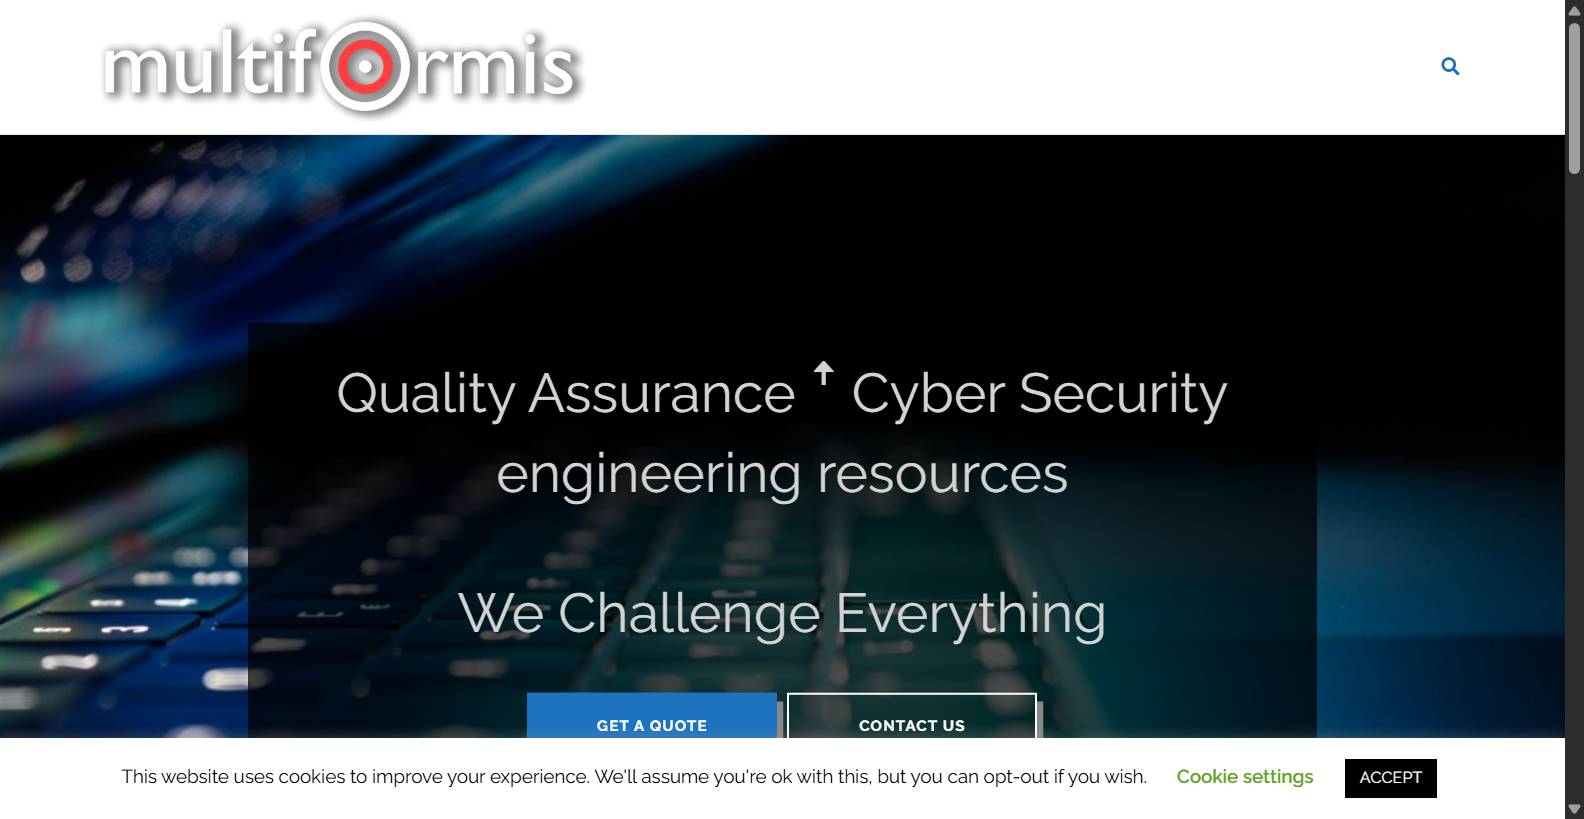 multiformis
Quality Assurance ↑ Cyber Security
engineering resources
We Challenge Everything
GET A QUOTE
CONTACT US
This website uses cookies to improve your experience. We'll assume you're ok with this, but you can opt-out if you wish.
Cookie settings
ACCEPT